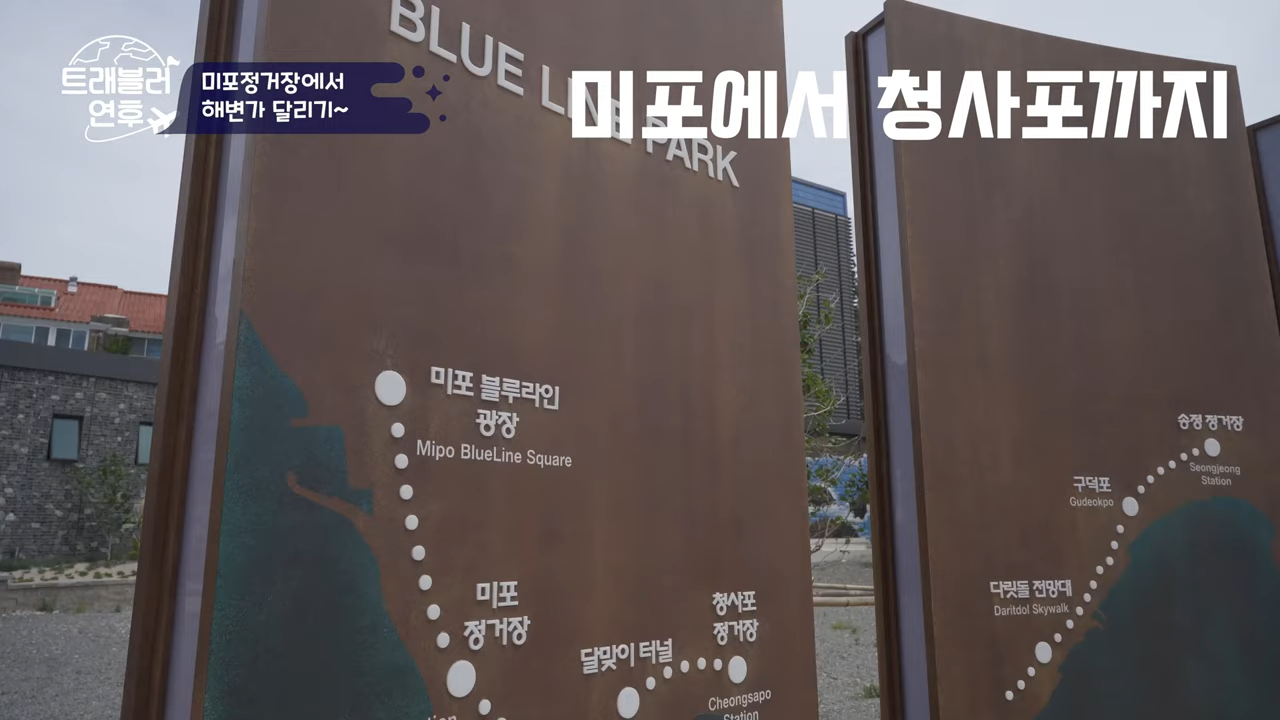 트래블러
연후
미포정거장에서
해변가 달리기~
미포에서 청사포까지
BLUE LINE PARK
미포 블루라인
광장
Mipo BlueLine Square
미포
정거장
달맞이 터널
청사포
정거장
Cheongsapo
Station
송정 정거장
Seongjeong
Station
구덕포
Gudeokpo
다릿돌 전망대
Daritdol Skywalk